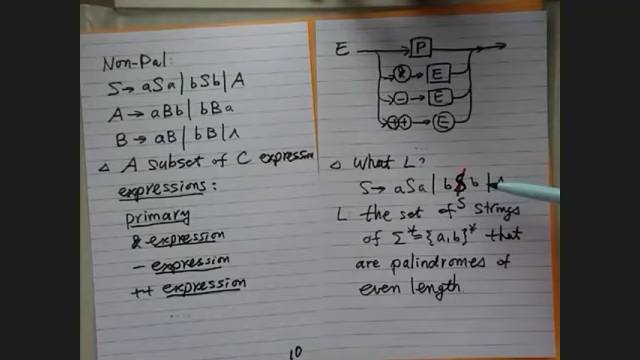 Non-Pal:
S → aSa | bSb | A
A → aBb | bBa
B → aB | bB | Λ
△ A subset of C expression
expressions:
primary
& expression
- expression
++ expression
.....
E
P
& E
- E
++ E
△ What L?
S → aSa | b b |
S
L the set of strings
of Σ* = {a,b}* that
are palindromes of
even length.
10